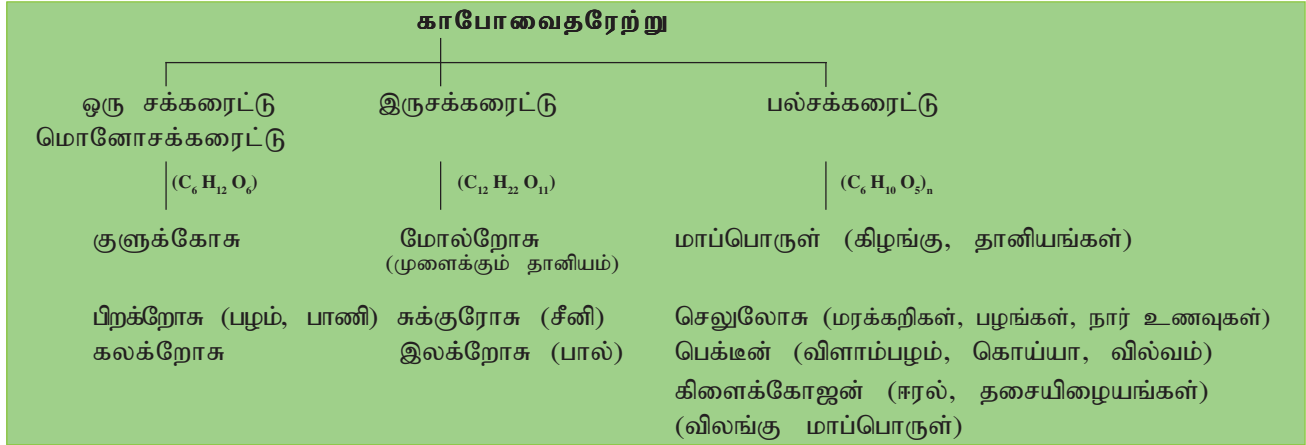 காபோவைதரேற்று
ஒரு சக்கரைட்டு இருசக்கரைட்டு பல்சக்கரைட்டு
மொனோசக்கரைட்டு
(C₆ H₁₂ O₆) (C₁₂ H₂₂ O₁₁) (C₆ H₁₀ O₅)ₙ
குளுக்கோசு மோல்றோசு மாப்பொருள் (கிழங்கு, தானியங்கள்)
(முளைக்கும் தானியம்)
பிறக்றோசு (பழம், பாணி) சுக்குரோசு (சீனி) செலுலோசு (மரக்கறிகள், பழங்கள், நார் உணவுகள்)
கலக்றோசு இலக்றோசு (பால்) பெக்டீன் (விளாம்பழம், கொய்யா, வில்வம்)
கிளைக்கோஜன் (ஈரல், தசையிழையங்கள்)
(விலங்கு மாப்பொருள்)